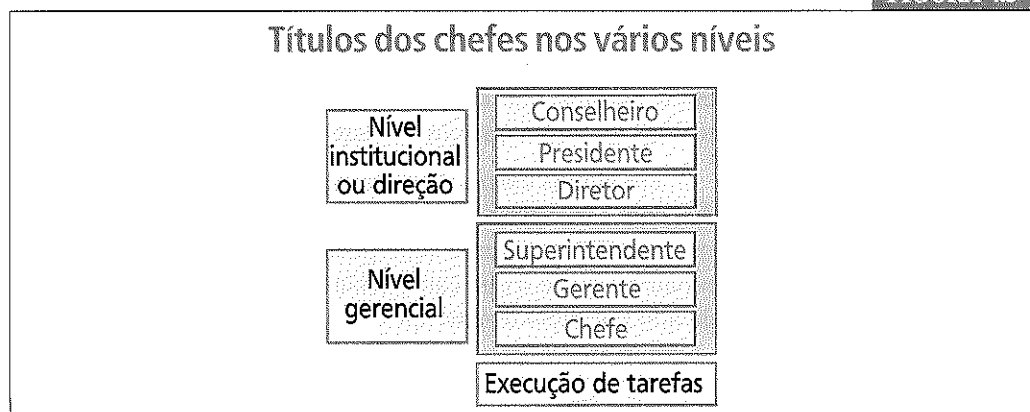 Títulos dos chefes nos vários níveis
Nível
institucional
ou direção
Conselheiro
Presidente
Diretor
Nível
gerencial
Superintendente
Gerente
Chefe
Execução de tarefas